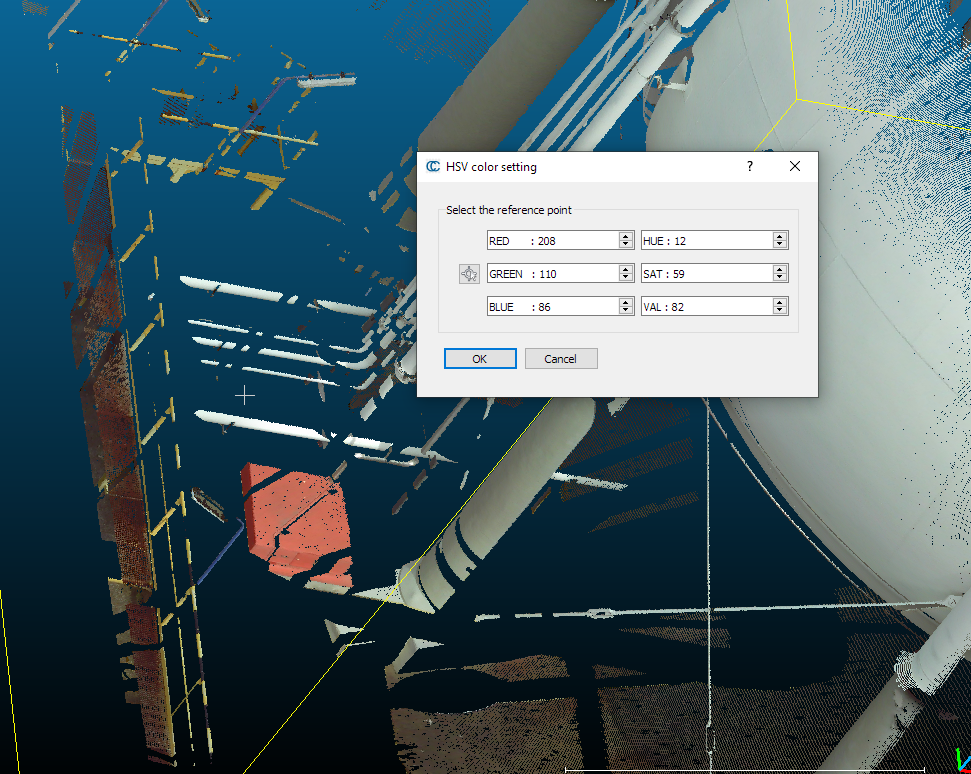 HSV color setting ?
Select the reference point
RED : 208 HUE : 12
GREEN : 110 SAT : 59
BLUE : 86 VAL : 82
OK Cancel